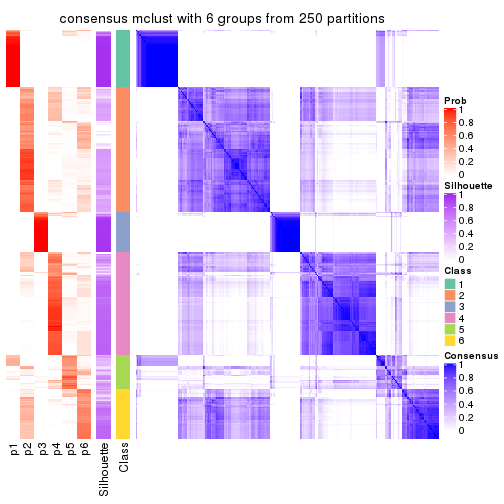 consensus mclust with 6 groups from 250 partitions
Prob
1
0.8
0.6
0.4
0.2
0
Silhouette
1
0.8
0.6
0.4
0.2
0
Class
1
2
3
4
5
6
Consensus
1
0.8
0.6
0.4
0.2
0
p1
p2
p3
p4
p5
p6
Silhouette
Class